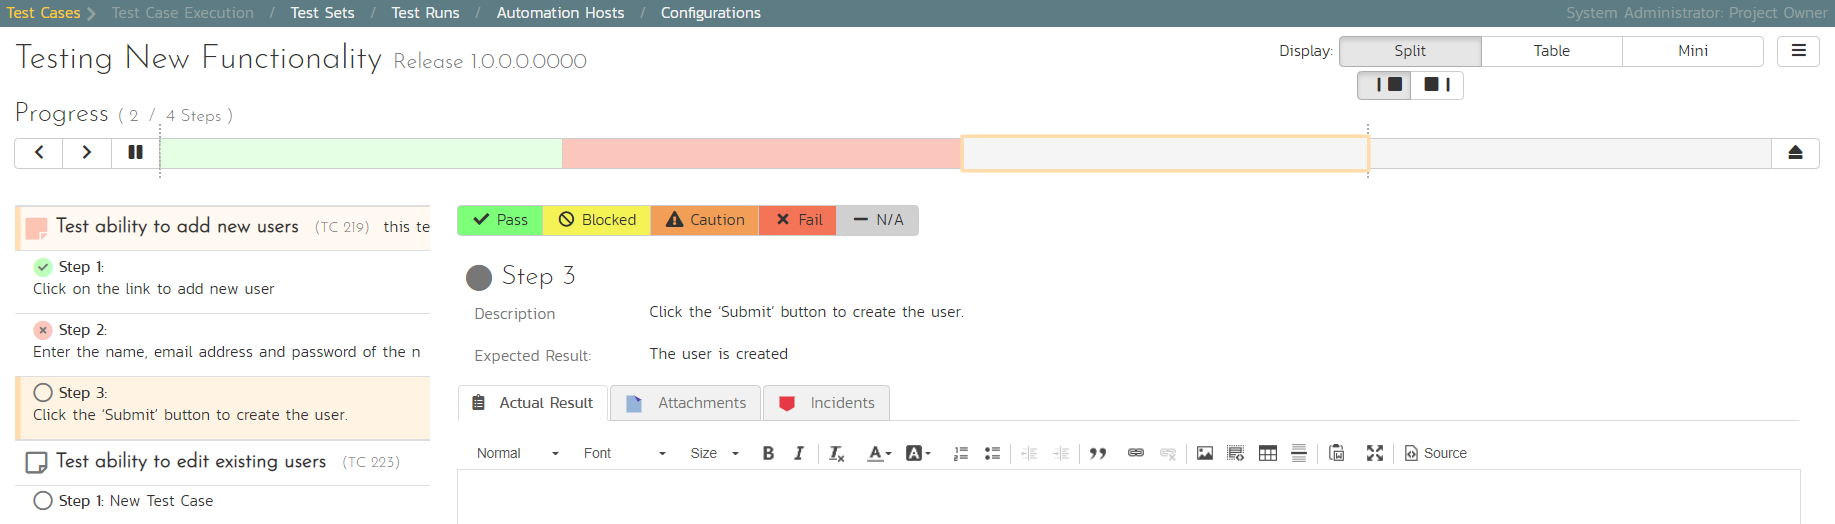 Test Cases Test Case Execution / Test Sets / Test Runs / Automation Hosts / Configurations System Administrator: Project Owner
Testing New Functionality Release 1.0.0.0.0000
Display: Split Table Mini
Progress ( 2 / 4 Steps )
Test ability to add new users (TC 219) this te
Step 1:
Click on the link to add new user
Step 2:
Enter the name, email address and password of the n
Step 3:
Click the ‘Submit’ button to create the user.
Test ability to edit existing users (TC 223)
Step 1: New Test Case
Pass Blocked Caution Fail N/A
Step 3
Description Click the ‘Submit’ button to create the user.
Expected Result: The user is created
Actual Result Attachments Incidents
Normal Font Size B I Tx A A Source